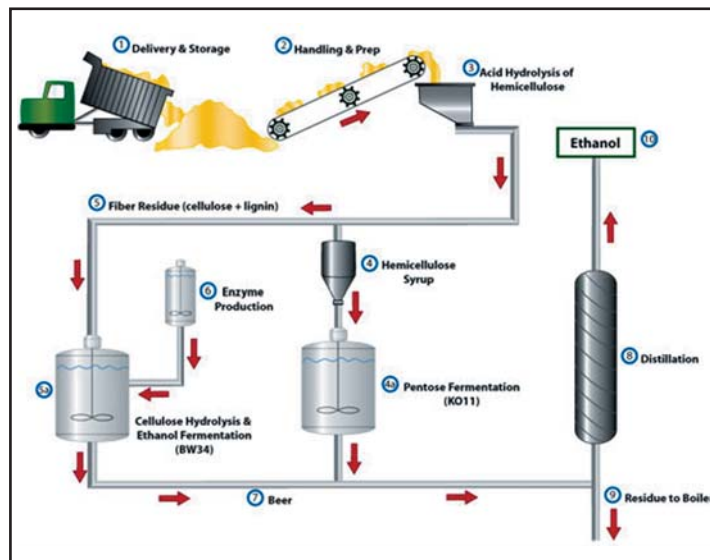 1 Delivery & Storage
2 Handling & Prep
3 Acid Hydrolysis of
Hemicellulose
Ethanol 10
5 Fiber Residue (cellulose + lignin)
4 Hemicellulose
Syrup
6 Enzyme
Production
8 Distillation
5a
4a Pentose Fermentation
(KO11)
Cellulose Hydrolysis &
Ethanol Fermentation
(BW34)
7 Beer
9 Residue to Boiler